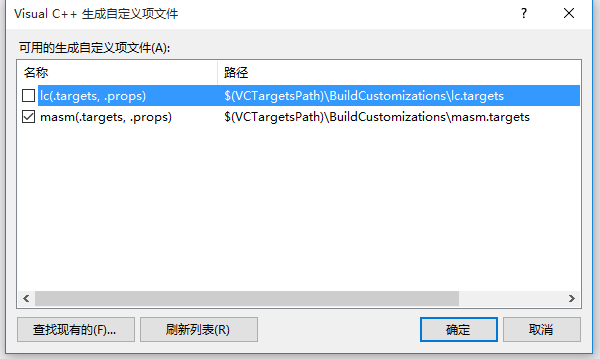 Visual C++ 生成自定义项文件
?
可用的生成自定义项文件(A):
名称 路径
lc(.targets, .props) $(VCTargetsPath)\BuildCustomizations\lc.targets
masm(.targets, .props) $(VCTargetsPath)\BuildCustomizations\masm.targets
查找现有的(F)... 刷新列表(R) 确定 取消